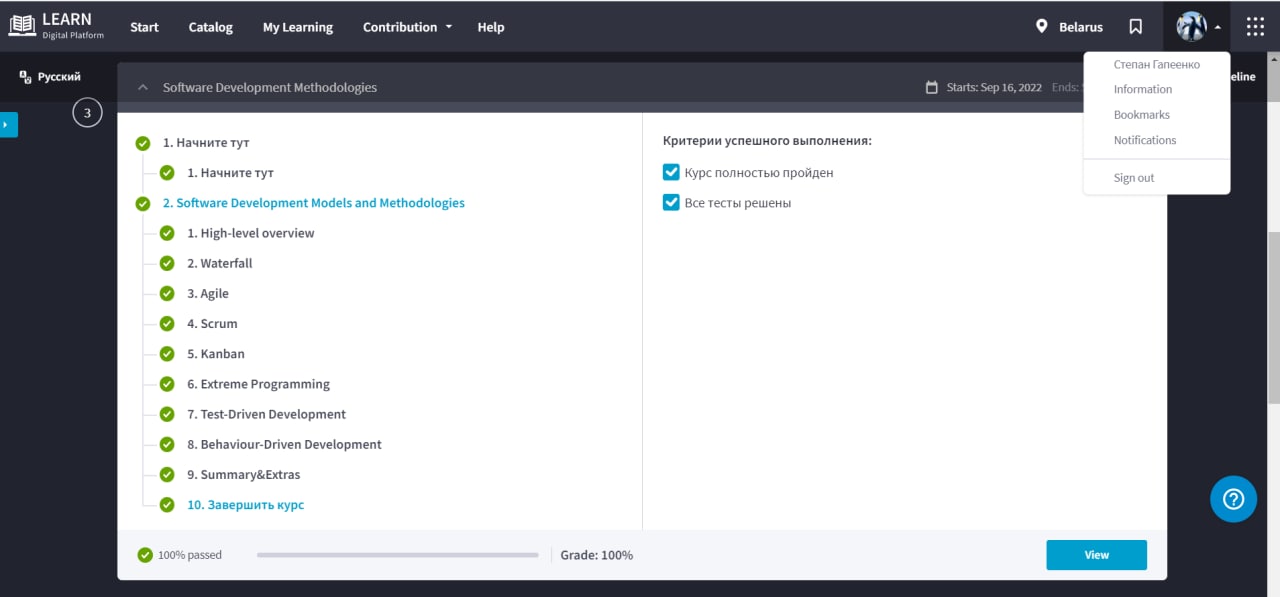 LEARN
Digital Platform
Start
Catalog
My Learning
Contribution
Help
Belarus
Русский
Степан Гапеенко
Information
Bookmarks
Notifications
Sign out
eline
3
Software Development Methodologies
Starts: Sep 16, 2022
Ends:
1. Начните тут
1. Начните тут
2. Software Development Models and Methodologies
1. High-level overview
2. Waterfall
3. Agile
4. Scrum
5. Kanban
6. Extreme Programming
7. Test-Driven Development
8. Behaviour-Driven Development
9. Summary&Extras
10. Завершить курс
Критерии успешного выполнения:
Курс полностью пройден
Все тесты решены
100% passed
Grade: 100%
View